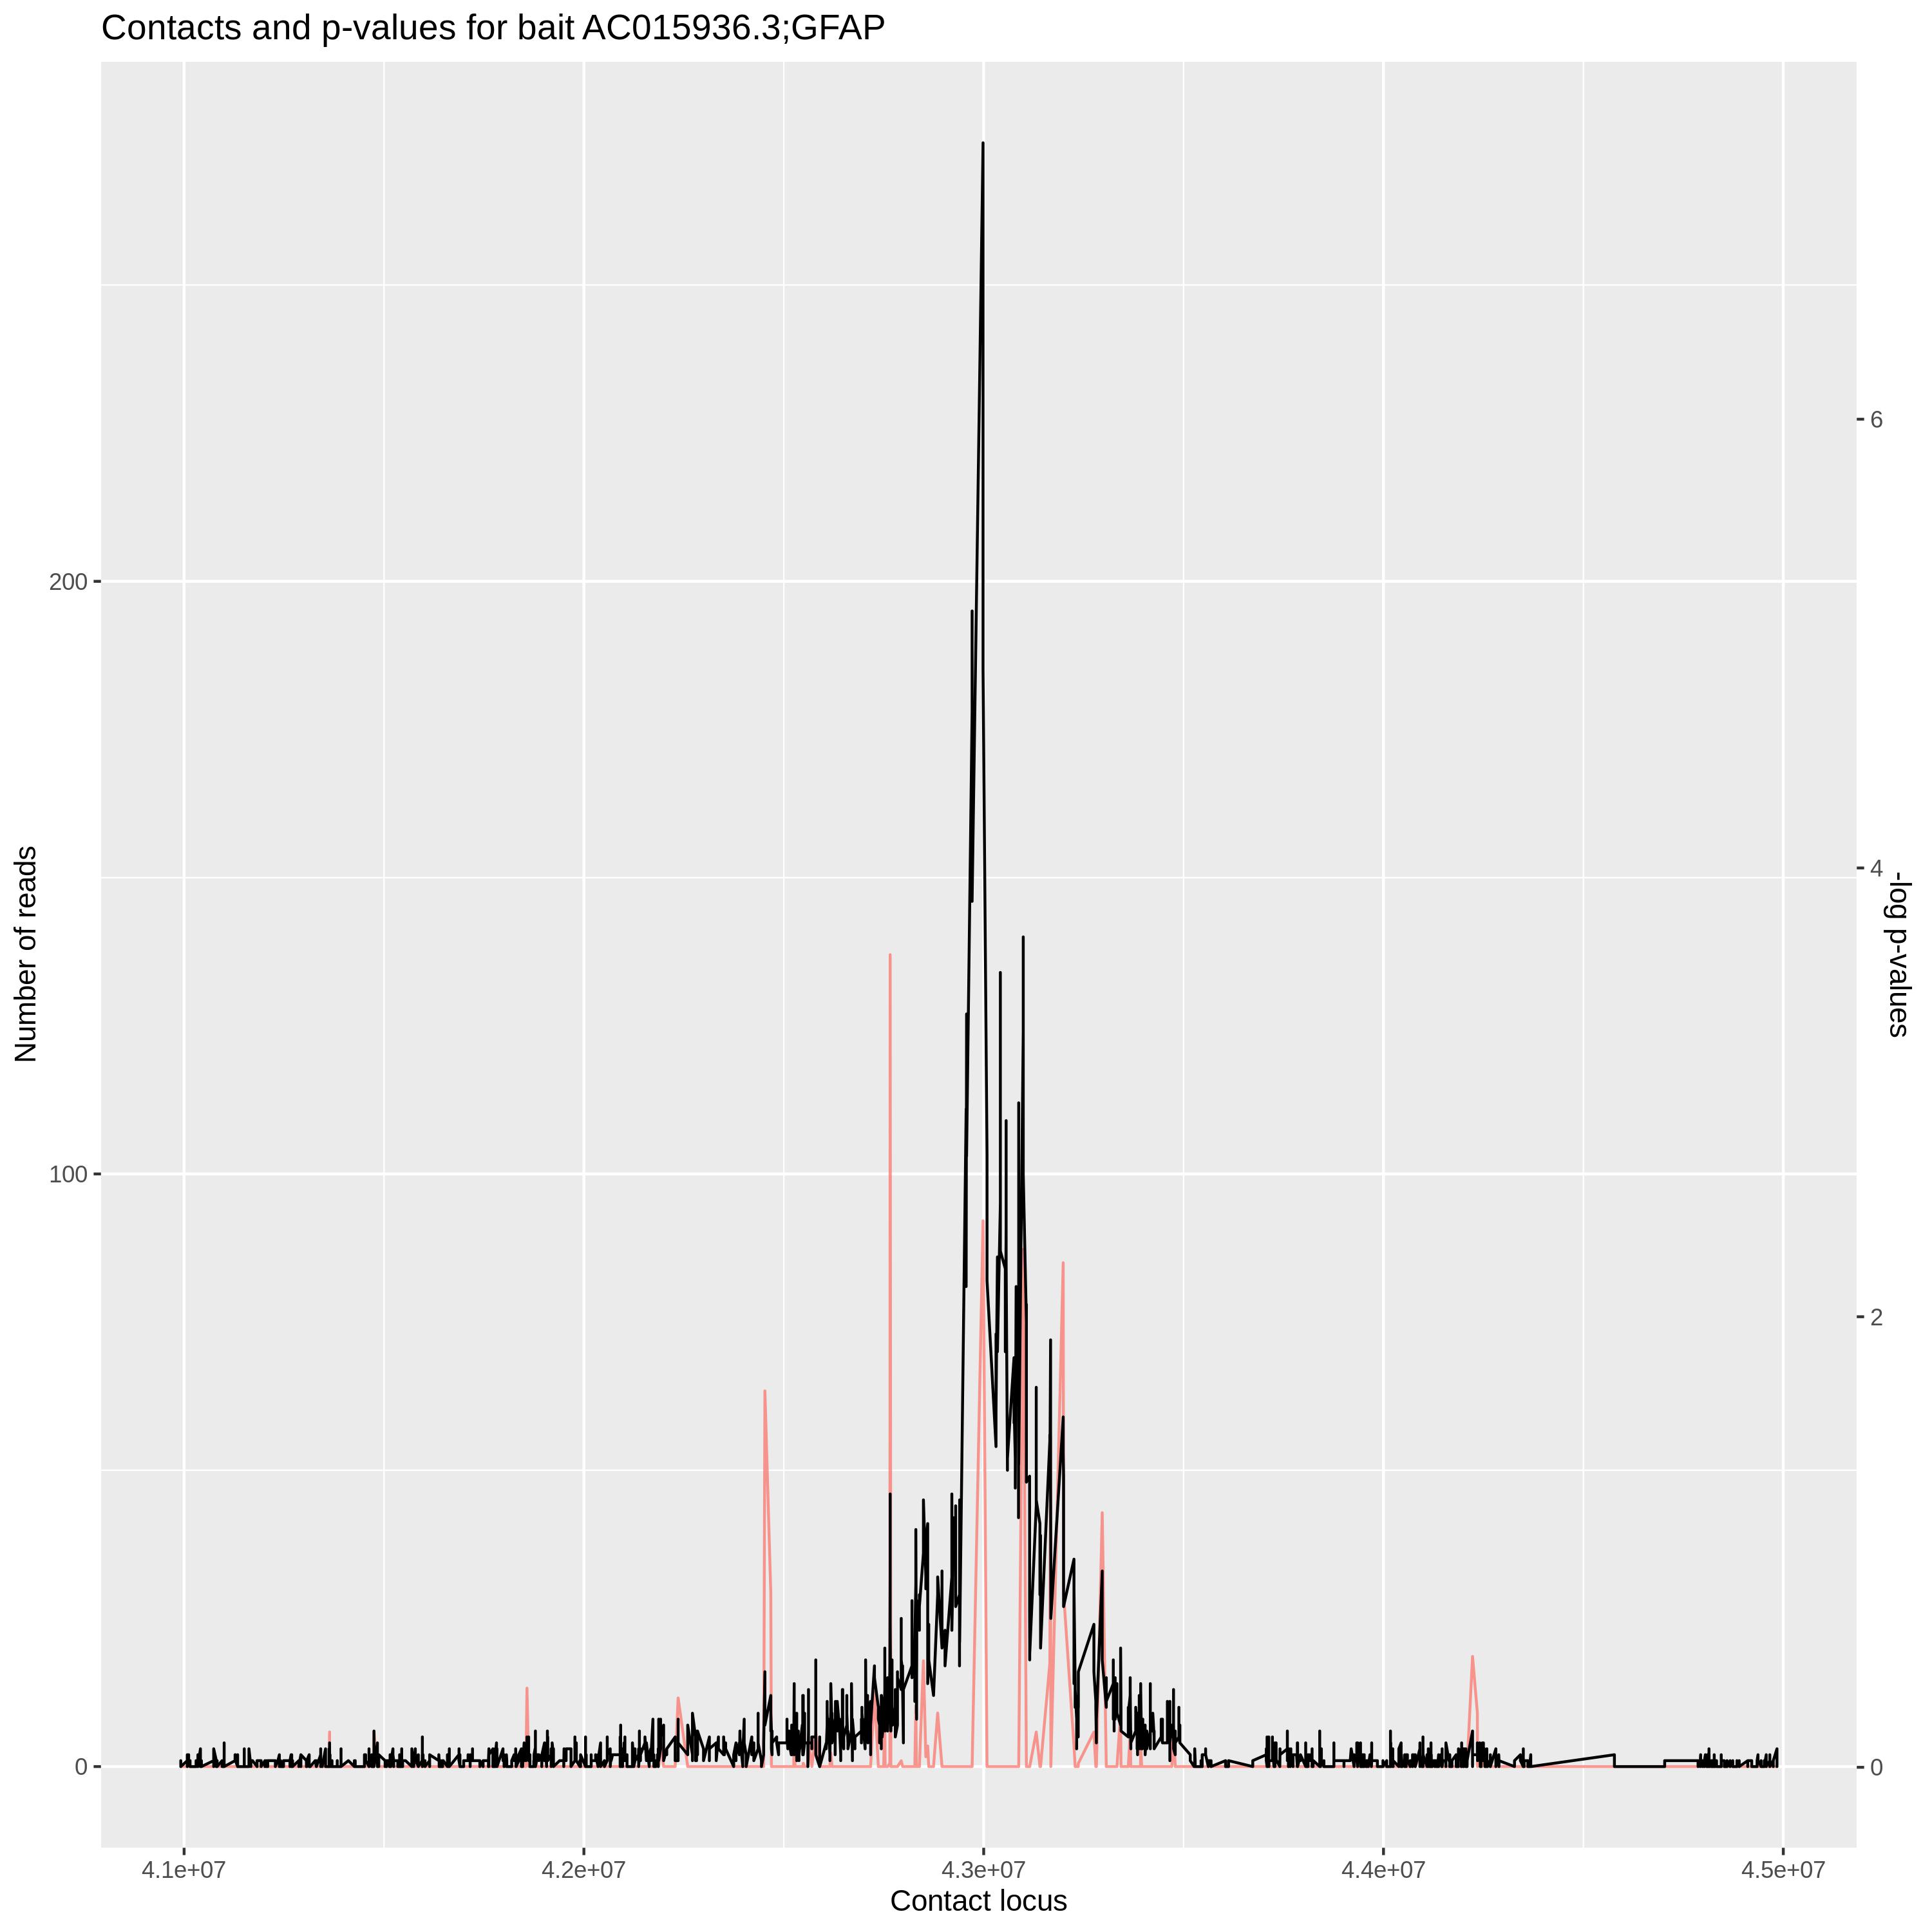 Contacts and p-values for bait AC015936.3;GFAP
Number of reads
200
100
0
6
4
2
0
-log p-values
4.1e+07
4.2e+07
4.3e+07
4.4e+07
4.5e+07
Contact locus